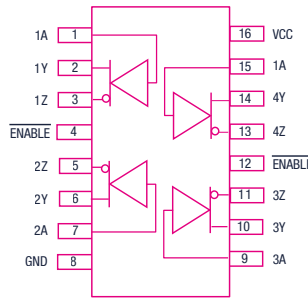 1A 1 16 VCC
1Y 2 15 1A
1Z 3 14 4Y
ENABLE 4 13 4Z
2Z 5 12 ENABLE
2Y 6 11 3Z
2A 7 10 3Y
GND 8 9 3A